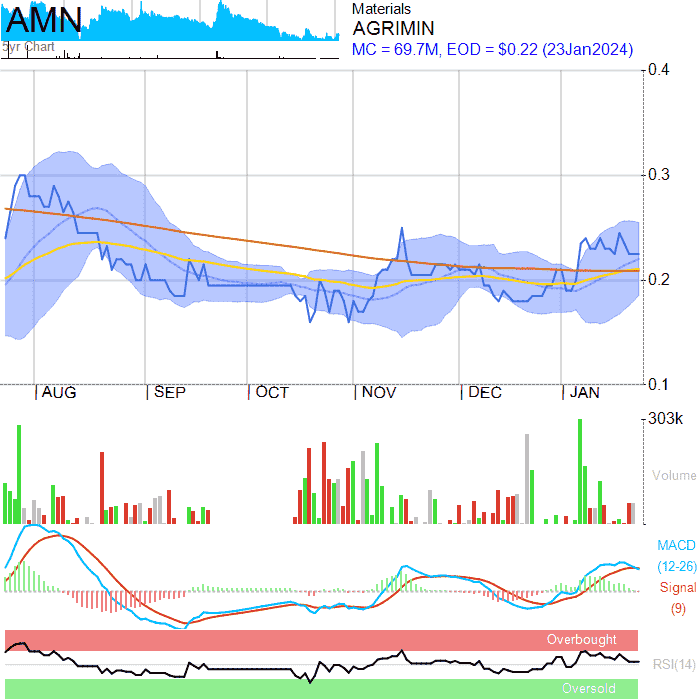 AMN
5yr Chart
Materials
AGRIMIN
MC = 69.7M, EOD = $0.22 (23Jan2024)
0.4
0.3
0.2
0.1
AUG SEP OCT NOV DEC JAN
303k
Volume
MACD
(12-26)
Signal
(9)
Overbought
RSI(14)
Oversold